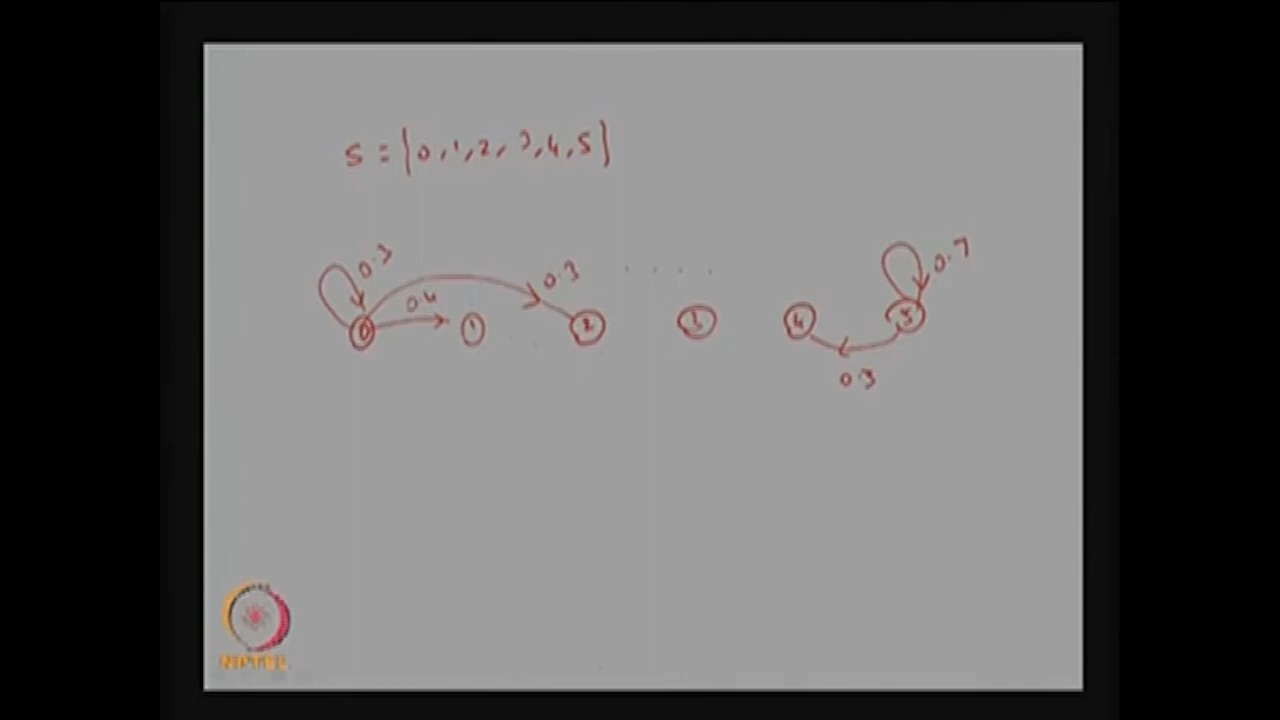 S = {0, 1, 2, 3, 4, 5}
0.3
0.4
0.3
. . . .
0.7
0 1 2 3 4 5
0.3
NPTEL